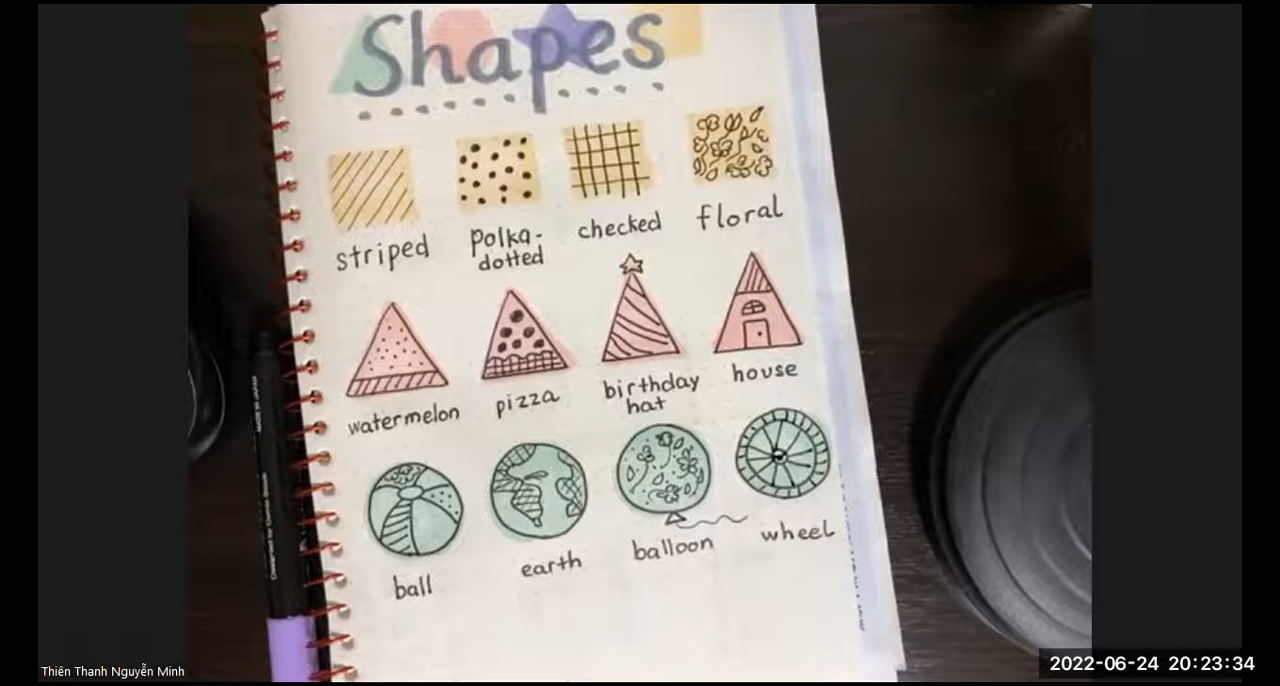 Shapes
striped
polka-
dotted
checked
floral
watermelon
pizza
birthday
hat
house
ball
earth
balloon
wheel
Thiên Thanh Nguyễn Minh
2022-06-24 20:23:34